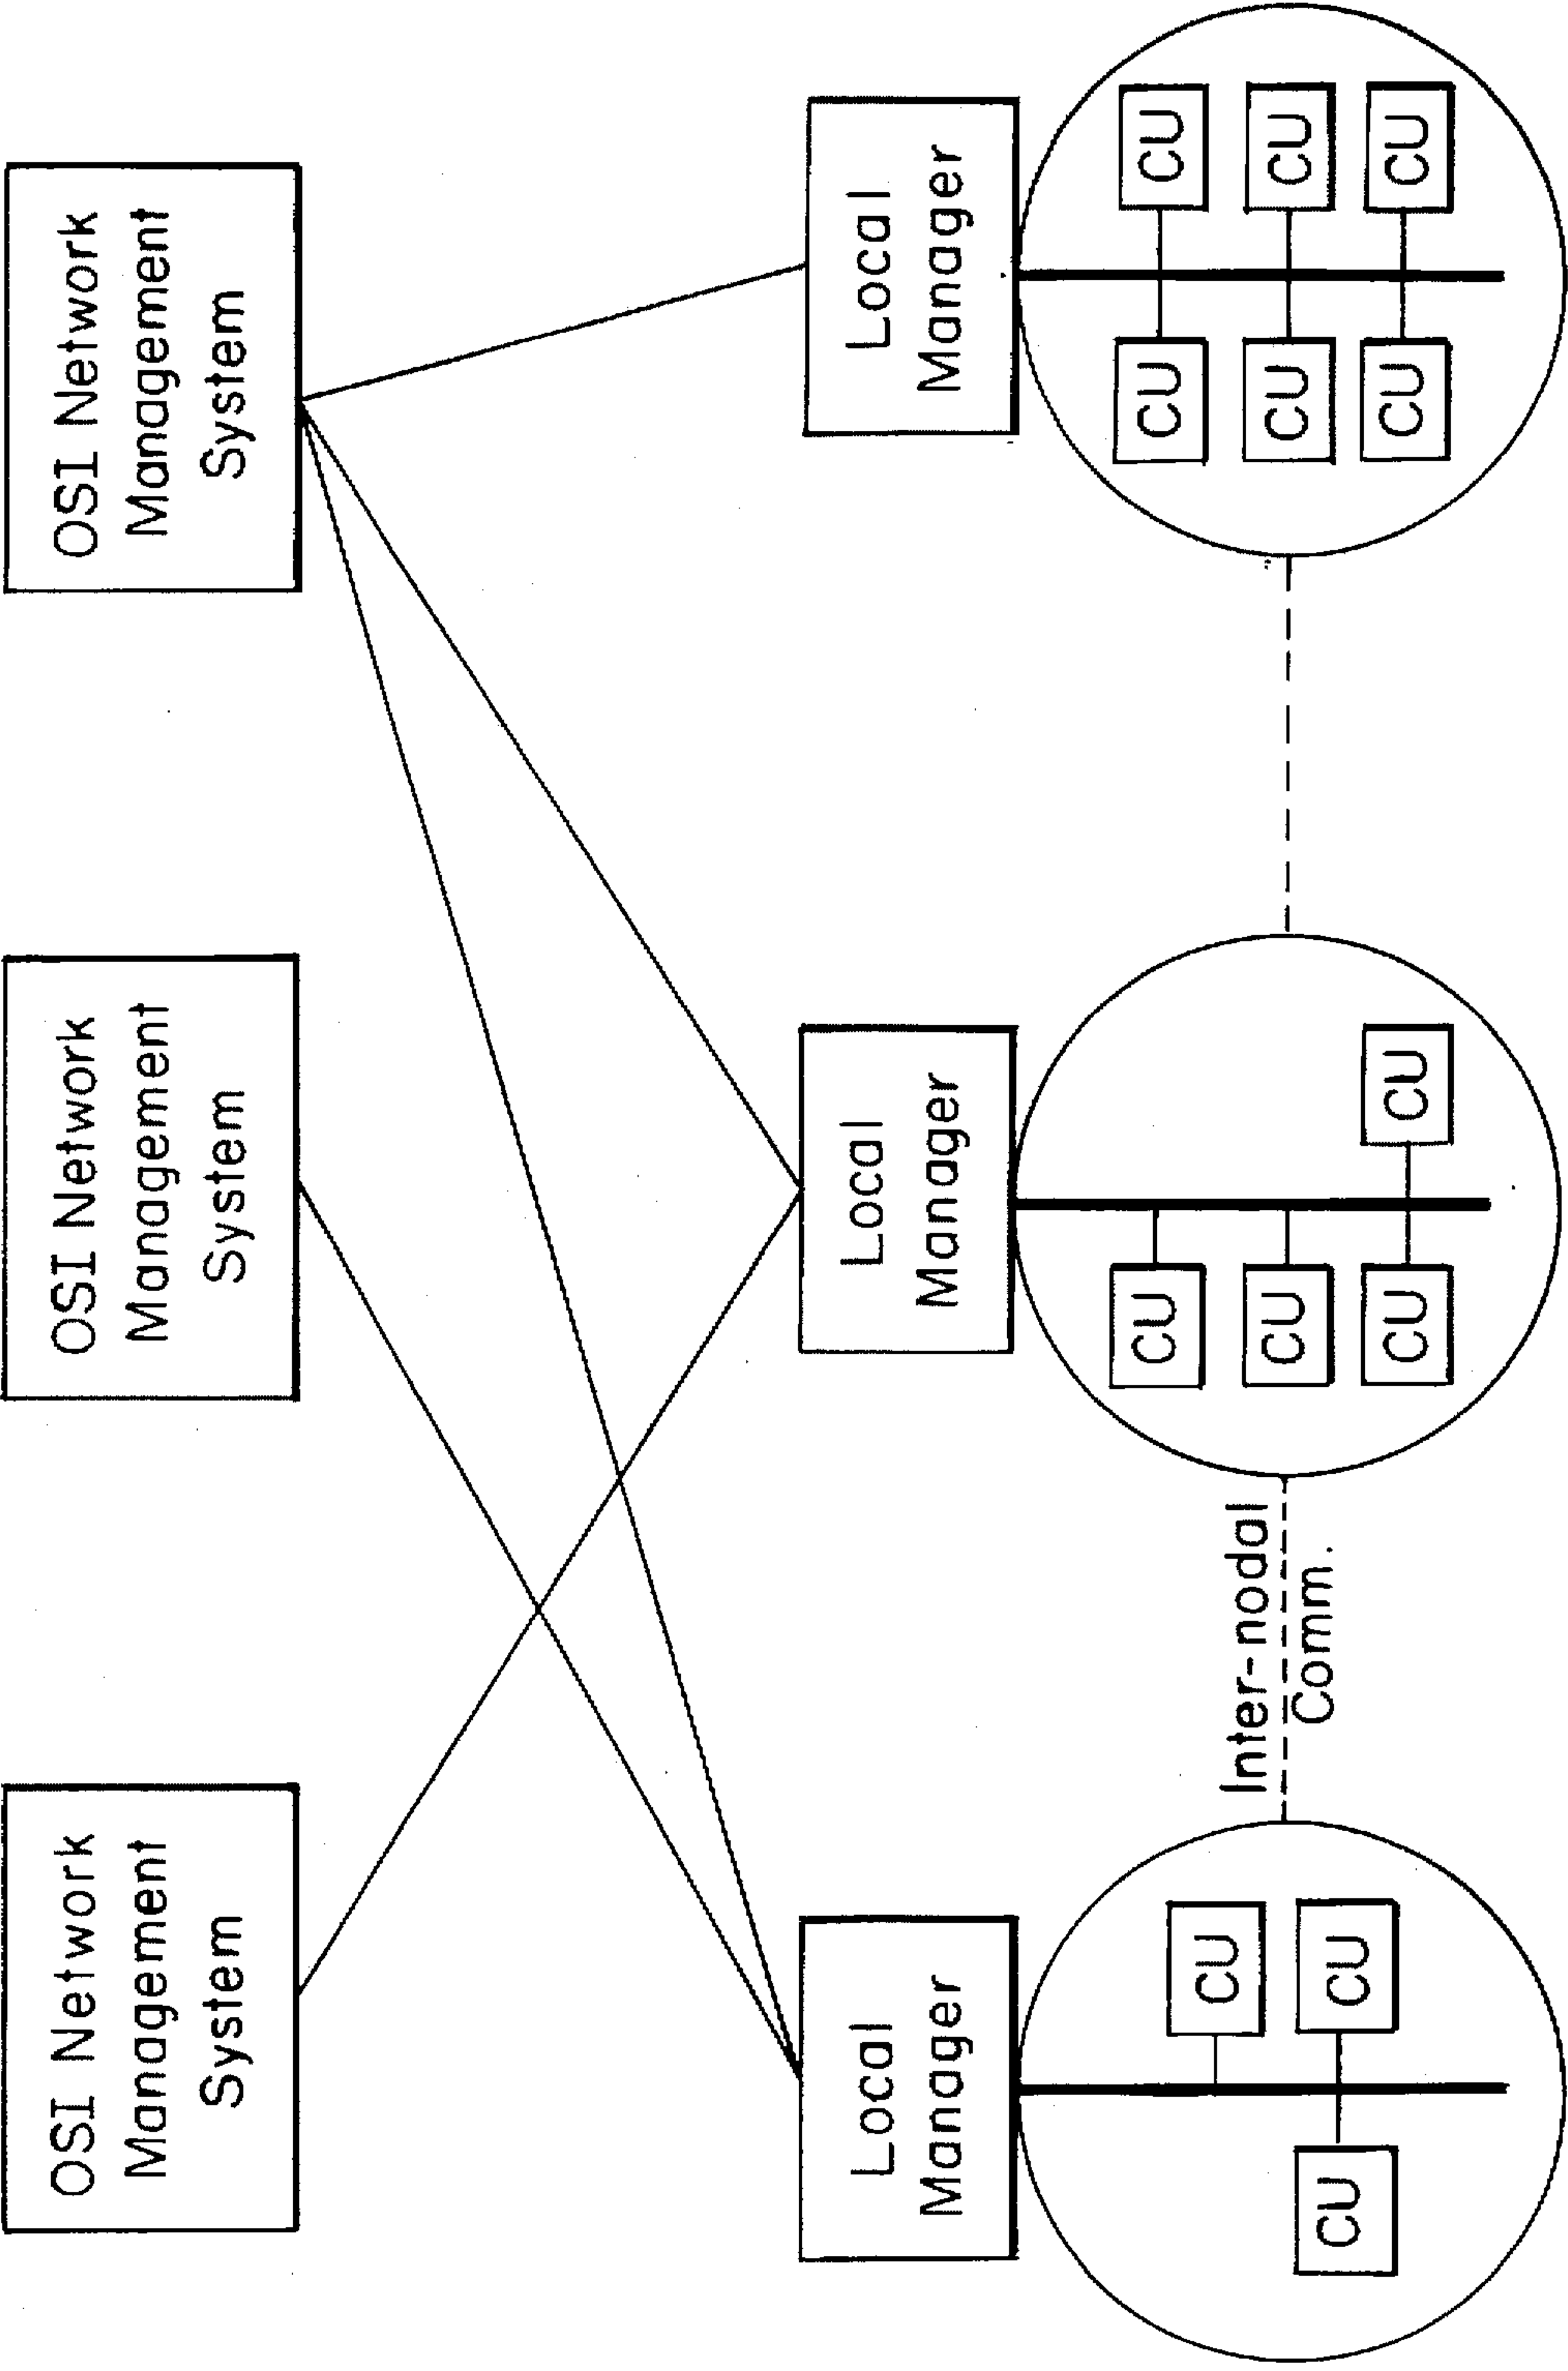 OSI Network
Management
System
OSI Network
Management
System
OSI Network
Management
System
Local
Manager
Local
Manager
Local
Manager
CU
CU
CU
Inter-nodal
Comm.
CU
CU
CU
CU
CU
CU
CU
CU
CU
CU